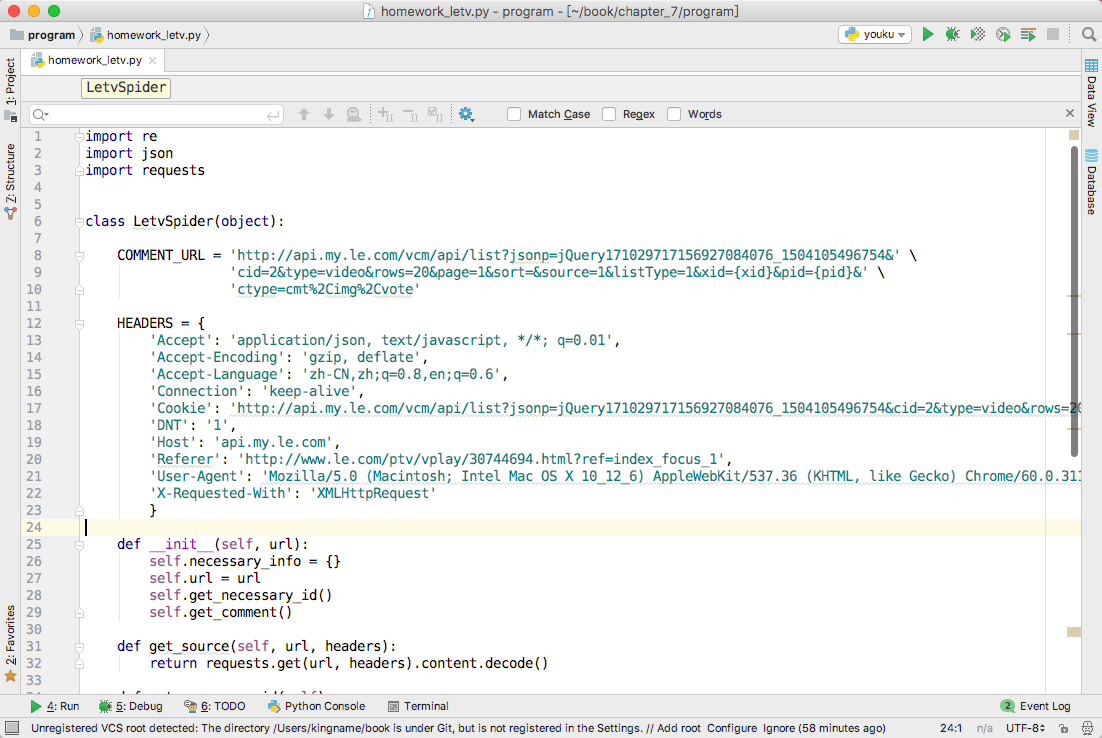 homework_letv.py - program - [~/book/chapter_7/program]
program
homework_letv.py
youku
homework_letv.py
LetvSpider
Match Case
Regex
Words
1: Project
7: Structure
2: Favorites
Data View
Database
1 import re
2 import json
3 import requests
4
5
6 class LetvSpider(object):
7
8 COMMENT_URL = 'http://api.my.le.com/vcm/api/list?jsonp=jQuery171029717156927084076_1504105496754&' \
9 'cid=2&type=video&rows=20&page=1&sort=&source=1&listType=1&xid={xid}&pid={pid}&' \
10 'ctype=cmt%2Cimg%2Cvote'
11
12 HEADERS = {
13 'Accept': 'application/json, text/javascript, */*; q=0.01',
14 'Accept-Encoding': 'gzip, deflate',
15 'Accept-Language': 'zh-CN,zh;q=0.8,en;q=0.6',
16 'Connection': 'keep-alive',
17 'Cookie': 'http://api.my.le.com/vcm/api/list?jsonp=jQuery171029717156927084076_1504105496754&cid=2&type=video&rows=20
18 'DNT': '1',
19 'Host': 'api.my.le.com',
20 'Referer': 'http://www.le.com/ptv/vplay/30744694.html?ref=index_focus_1',
21 'User-Agent': 'Mozilla/5.0 (Macintosh; Intel Mac OS X 10_12_6) AppleWebKit/537.36 (KHTML, like Gecko) Chrome/60.0.311
22 'X-Requested-With': 'XMLHttpRequest'
23 }
24
25 def __init__(self, url):
26 self.necessary_info = {}
27 self.url = url
28 self.get_necessary_id()
29 self.get_comment()
30
31 def get_source(self, url, headers):
32 return requests.get(url, headers).content.decode()
33
4: Run
5: Debug
6: TODO
Python Console
Terminal
2 Event Log
Unregistered VCS root detected: The directory /Users/kingname/book is under Git, but is not registered in the Settings. // Add root Configure Ignore (58 minutes ago)
24:1
n/a
UTF-8